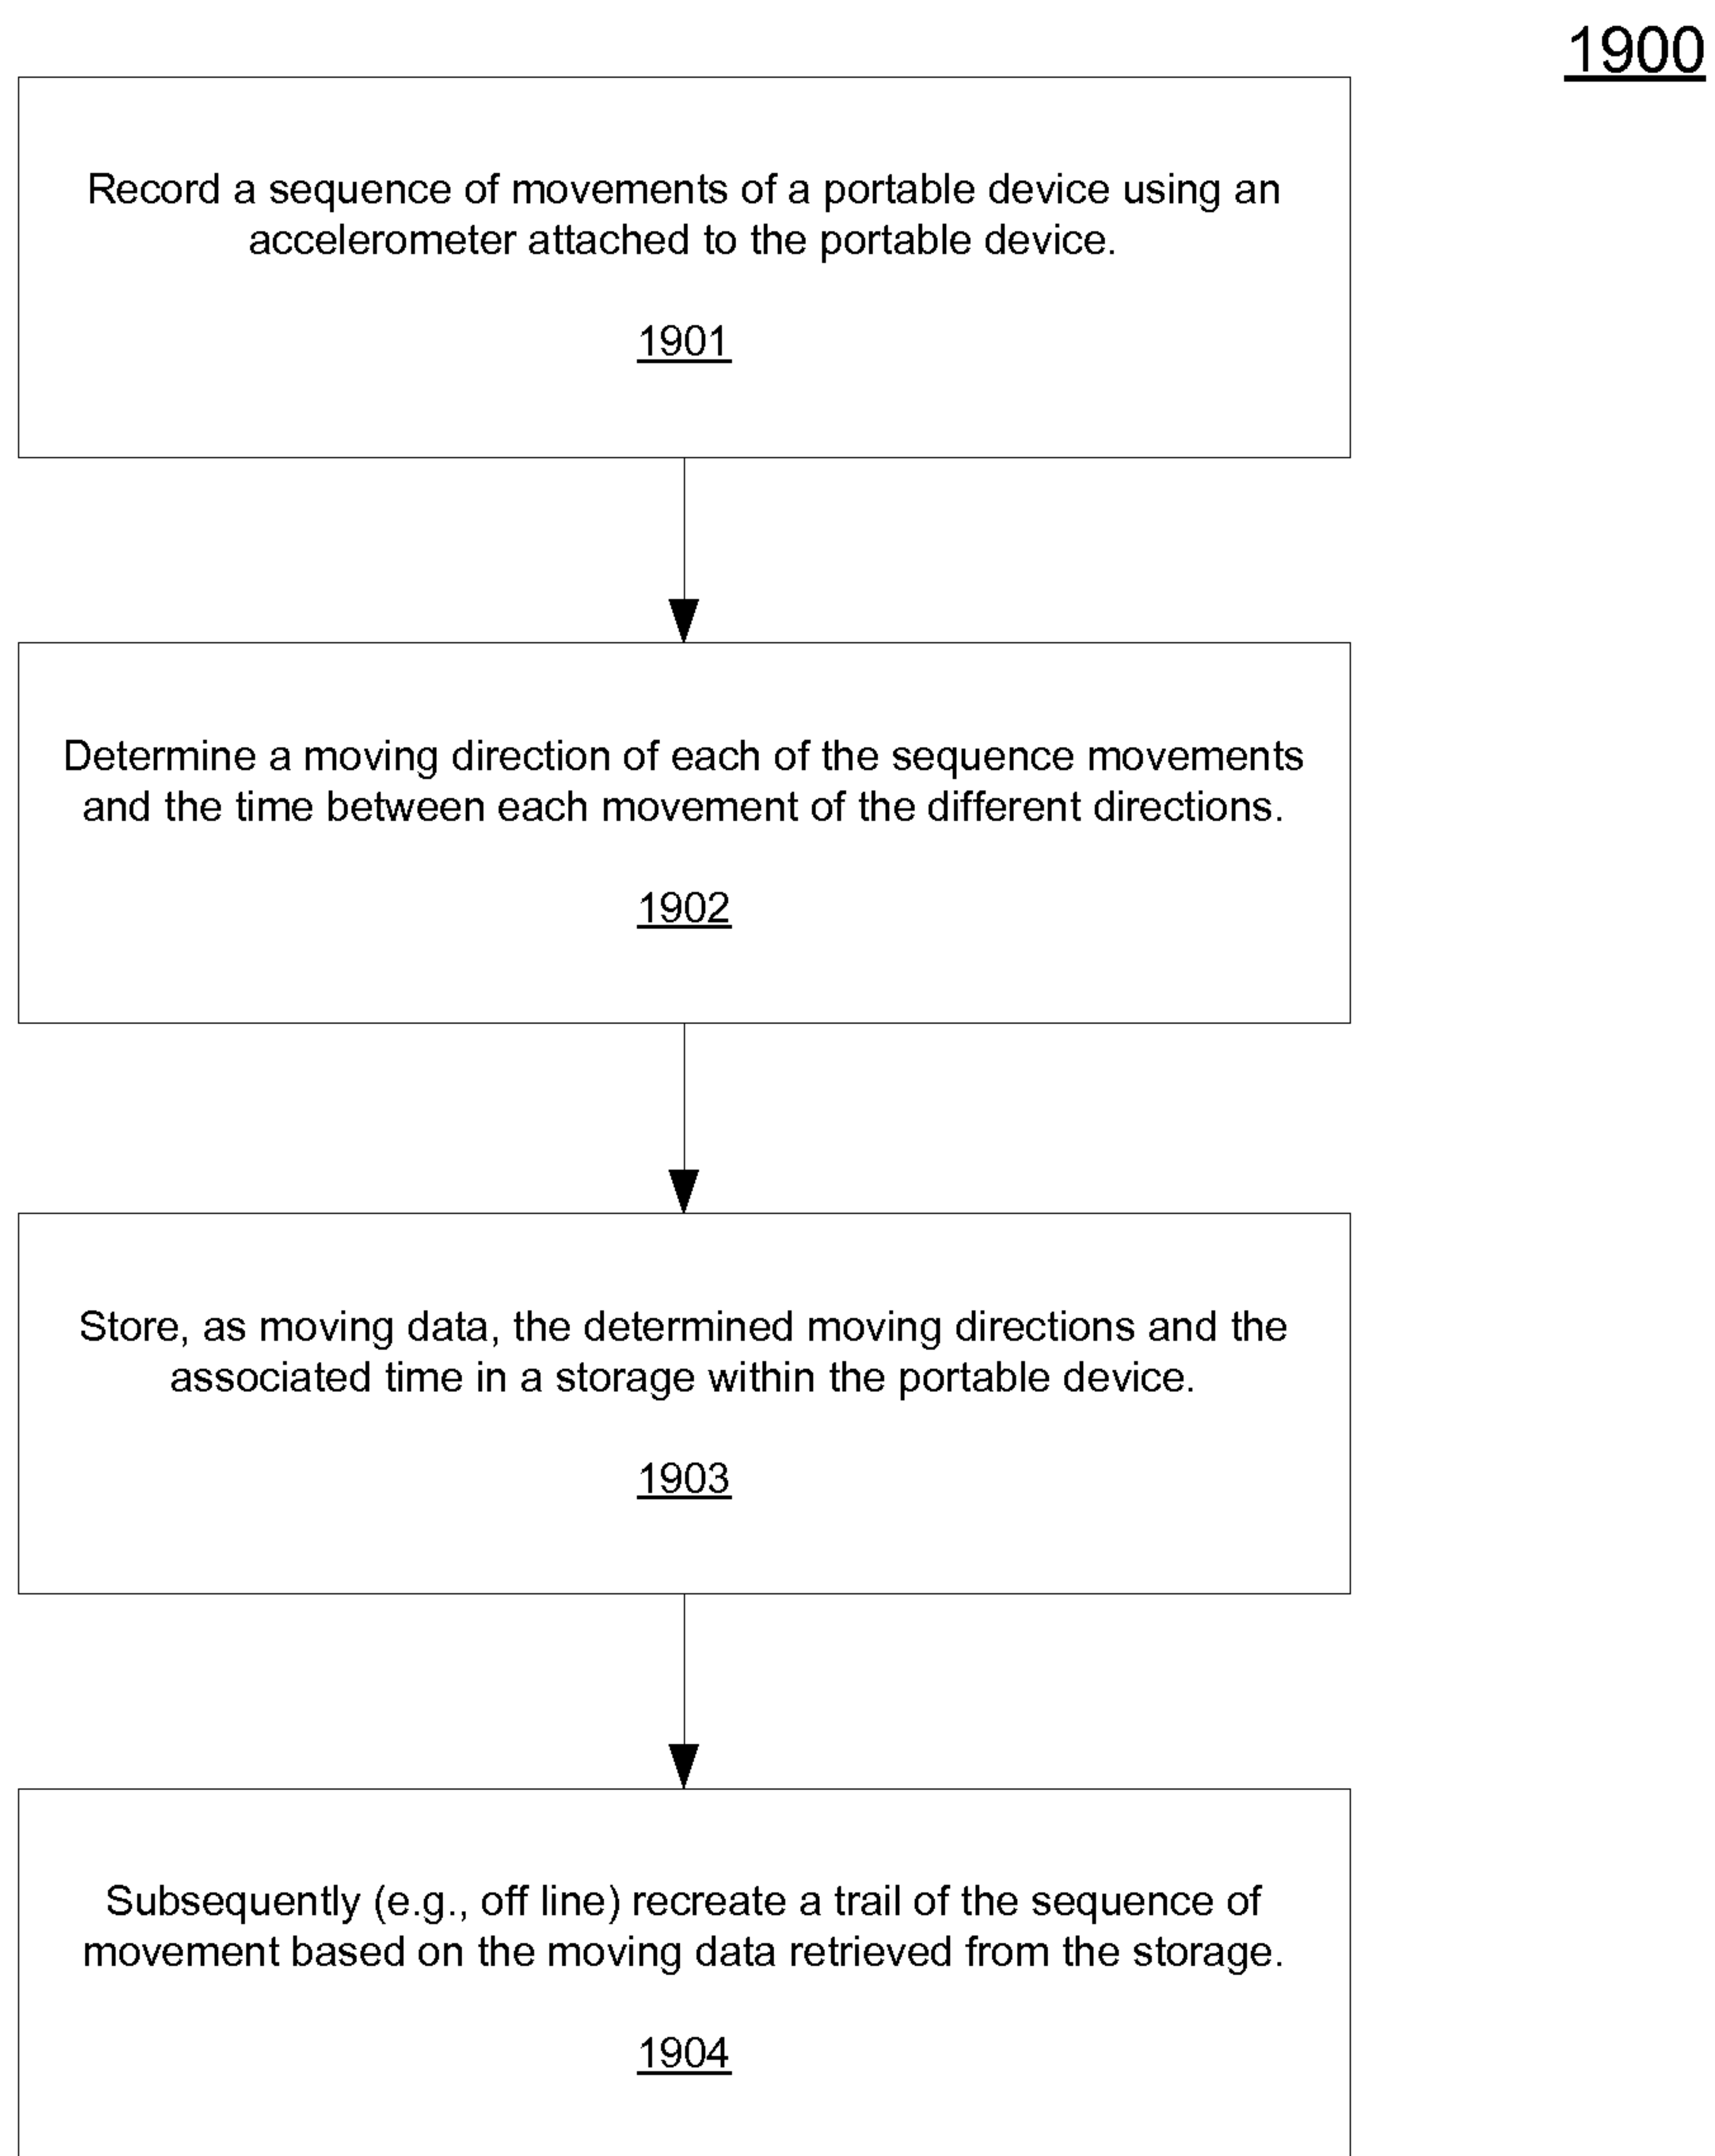 1900
Record a sequence of movements of a portable device using an
accelerometer attached to the portable device.
1901
Determine a moving direction of each of the sequence movements
and the time between each movement of the different directions.
1902
Store, as moving data, the determined moving directions and the
associated time in a storage within the portable device.
1903
Subsequently (e.g., off line) recreate a trail of the sequence of
movement based on the moving data retrieved from the storage.
1904